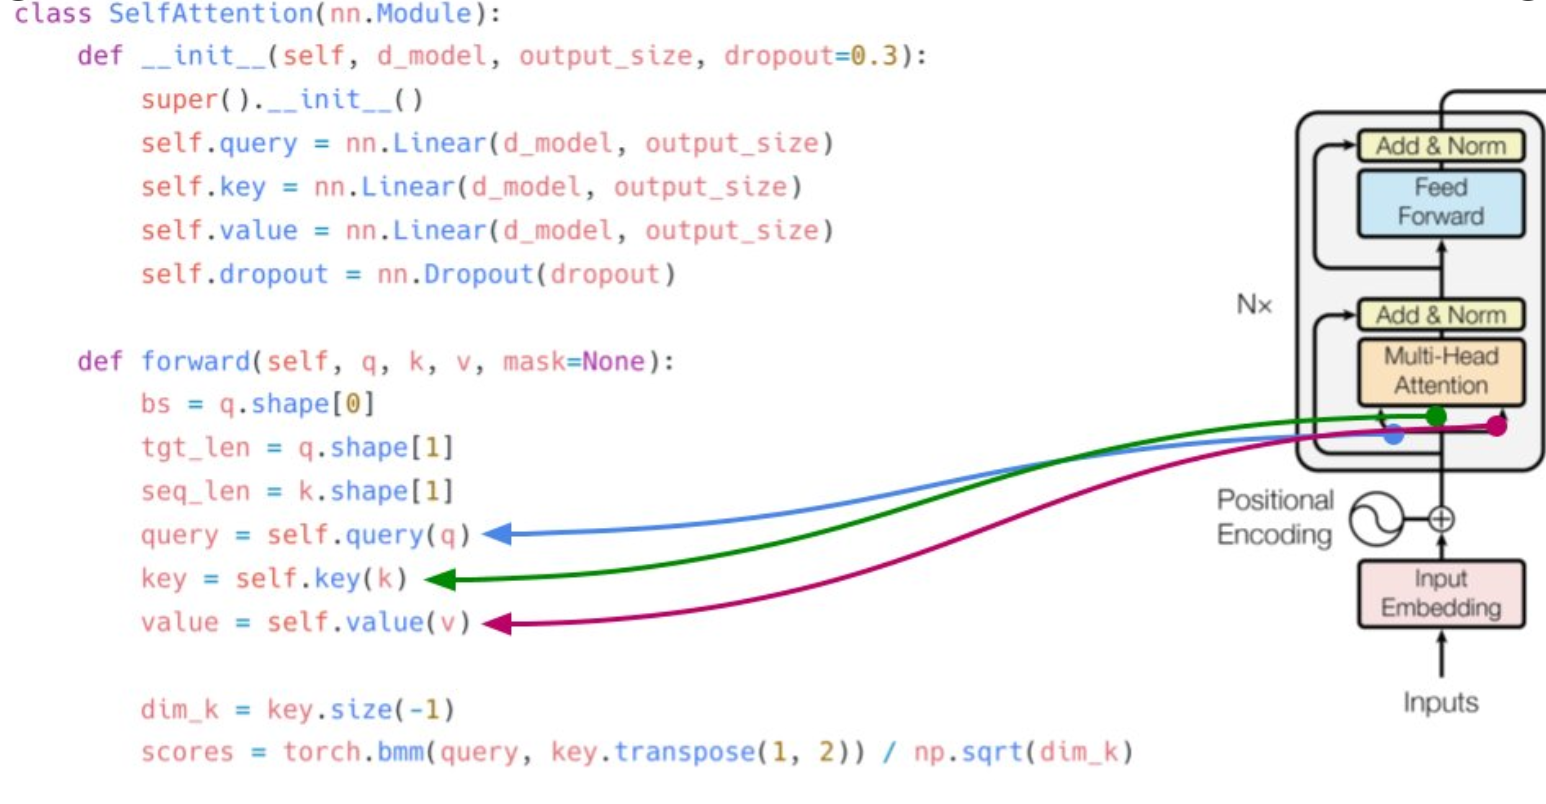 class SelfAttention(nn.Module):
    def __init__(self, d_model, output_size, dropout=0.3):
        super().__init__()
        self.query = nn.Linear(d_model, output_size)
        self.key = nn.Linear(d_model, output_size)
        self.value = nn.Linear(d_model, output_size)
        self.dropout = nn.Dropout(dropout)

    def forward(self, q, k, v, mask=None):
        bs = q.shape[0]
        tgt_len = q.shape[1]
        seq_len = k.shape[1]
        query = self.query(q)
        key = self.key(k)
        value = self.value(v)

        dim_k = key.size(-1)
        scores = torch.bmm(query, key.transpose(1, 2)) / np.sqrt(dim_k)
Add & Norm
Feed
Forward
N×
Add & Norm
Multi-Head
Attention
Positional
Encoding
Input
Embedding
Inputs